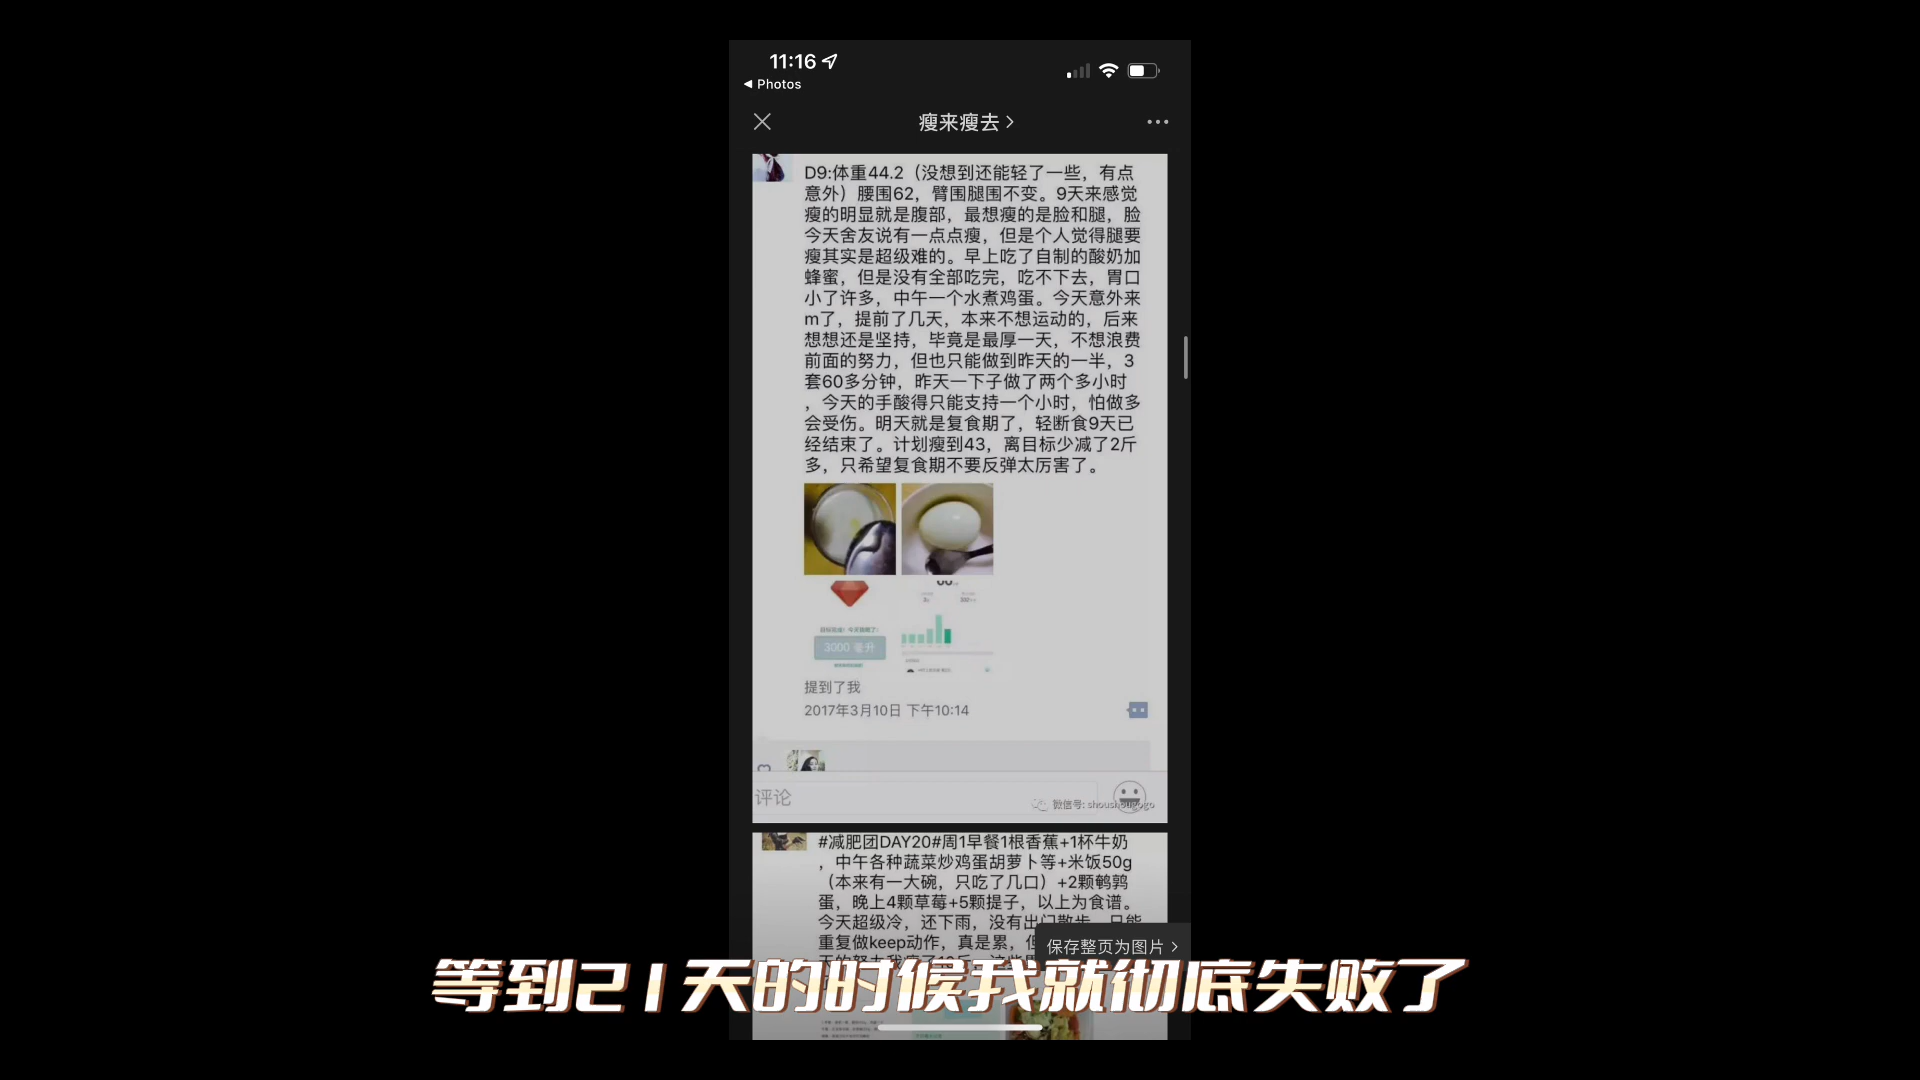 11:16
◀ Photos
瘦来瘦去
D9:体重44.2（没想到还能轻了一些，有点
意外）腰围62，臂围腿围不变。9天来感觉
瘦的明显就是腹部，最想瘦的是脸和腿，脸
今天舍友说有一点点瘦，但是个人觉得腿要
瘦其实是超级难的。早上吃了自制的酸奶加
蜂蜜，但是没有全部吃完，吃不下去，胃口
小了许多，中午一个水煮鸡蛋。今天意外来
m了，提前了几天，本来不想运动的，后来
想想还是坚持，毕竟是最厚一天，不想浪费
前面的努力，但也只能做到昨天的一半，3
套60多分钟，昨天一下子做了两个多小时
，今天的手酸得只能支持一个小时，怕做多
会受伤。明天就是复食期了，轻断食9天已
经结束了。计划瘦到43，离目标少减了2斤
多，只希望复食期不要反弹太厉害了。
3000 毫升
提到了我
2017年3月10日 下午10:14
评论
微信号: shoushougogo
#减肥团DAY20#周1早餐1根香蕉+1杯牛奶
，中午各种蔬菜炒鸡蛋胡萝卜等+米饭50g
（本来有一大碗，只吃了几口）+2颗鹌鹑
蛋，晚上4颗草莓+5颗提子，以上为食谱。
今天超级冷，还下雨，没有出门散步，只能
重复做keep动作，真是累，但
保存整页为图片
等到21天的时候我就彻底失败了